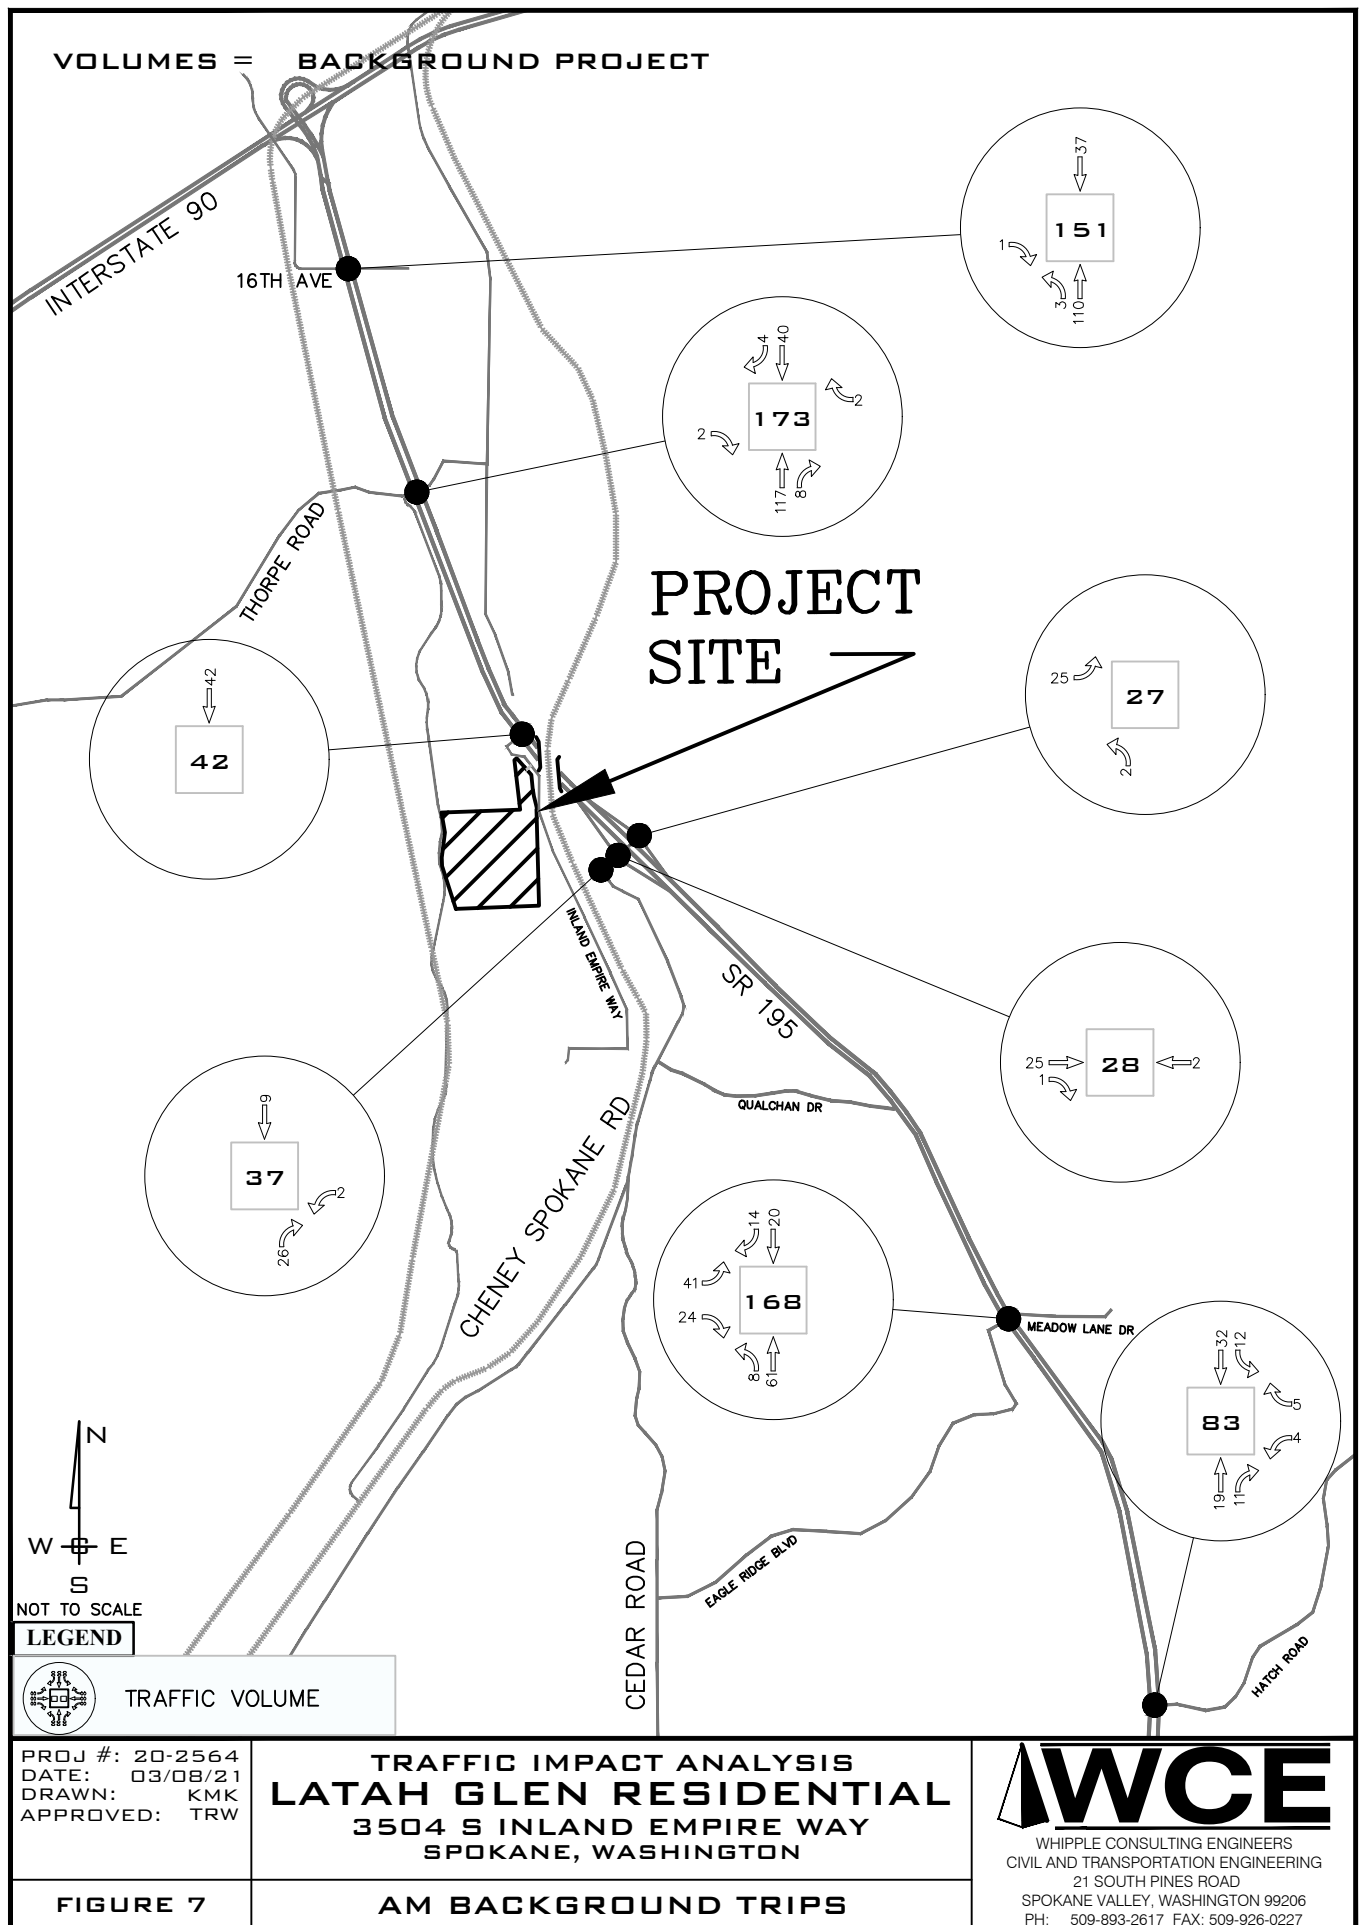 VOLUMES = BACKGROUND PROJECT
INTERSTATE 90
16TH AVE
37
151
1
3
110
4
40
173
2
2
117
8
THORPE ROAD
PROJECT
SITE
42
42
25
27
2
INLAND EMPIRE WAY
SR 195
25
1
28
2
QUALCHAN DR
9
37
2
26
CHENEY SPOKANE RD
14
20
41
24
168
8
61
MEADOW LANE DR
32
12
5
83
4
19
11
N
W E
S
NOT TO SCALE
LEGEND
TRAFFIC VOLUME
CEDAR ROAD
EAGLE RIDGE BLVD
HATCH ROAD
PROJ #: 20-2564
DATE: 03/08/21
DRAWN: KMK
APPROVED: TRW
FIGURE 7
TRAFFIC IMPACT ANALYSIS
LATAH GLEN RESIDENTIAL
3504 S INLAND EMPIRE WAY
SPOKANE, WASHINGTON
AM BACKGROUND TRIPS
WCE
WHIPPLE CONSULTING ENGINEERS
CIVIL AND TRANSPORTATION ENGINEERING
21 SOUTH PINES ROAD
SPOKANE VALLEY, WASHINGTON 99206
PH: 509-893-2617 FAX: 509-926-0227